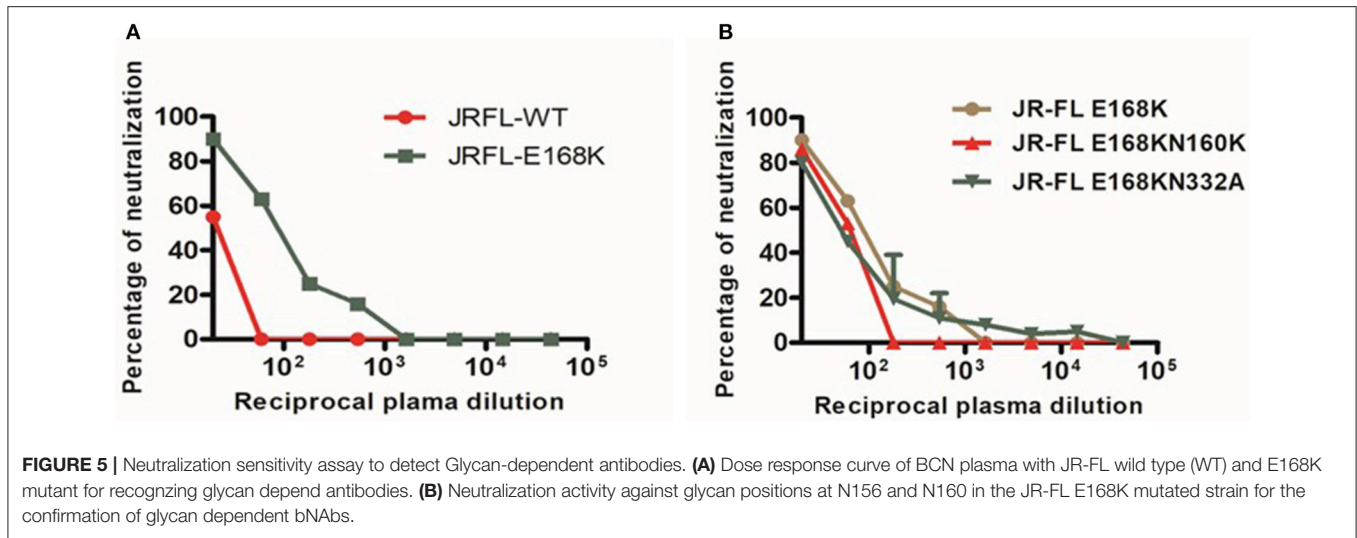 A
Percentage of neutralization
100
80
60
40
20
0
10²
10³
10⁴
10⁵
Reciprocal plama dilution
JRFL-WT
JRFL-E168K
B
Percentage of neutralization
100
80
60
40
20
0
10²
10³
10⁴
10⁵
Reciprocal plasma dilution
JR-FL E168K
JR-FL E168KN160K
JR-FL E168KN332A
FIGURE 5 | Neutralization sensitivity assay to detect Glycan-dependent antibodies. (A) Dose response curve of BCN plasma with JR-FL wild type (WT) and E168K
mutant for recognzing glycan depend antibodies. (B) Neutralization activity against glycan positions at N156 and N160 in the JR-FL E168K mutated strain for the
confirmation of glycan dependent bNAbs.